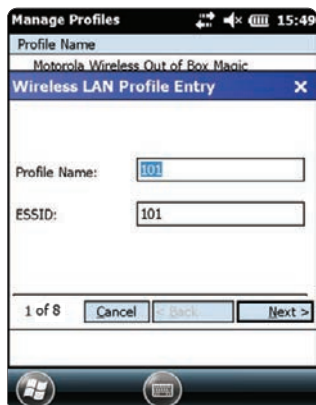 Manage Profiles 15:49
Profile Name
Motorola Wireless Out of Box Magic
Wireless LAN Profile Entry X
Profile Name: 101
ESSID: 101
1 of 8 Cancel < Back Next >